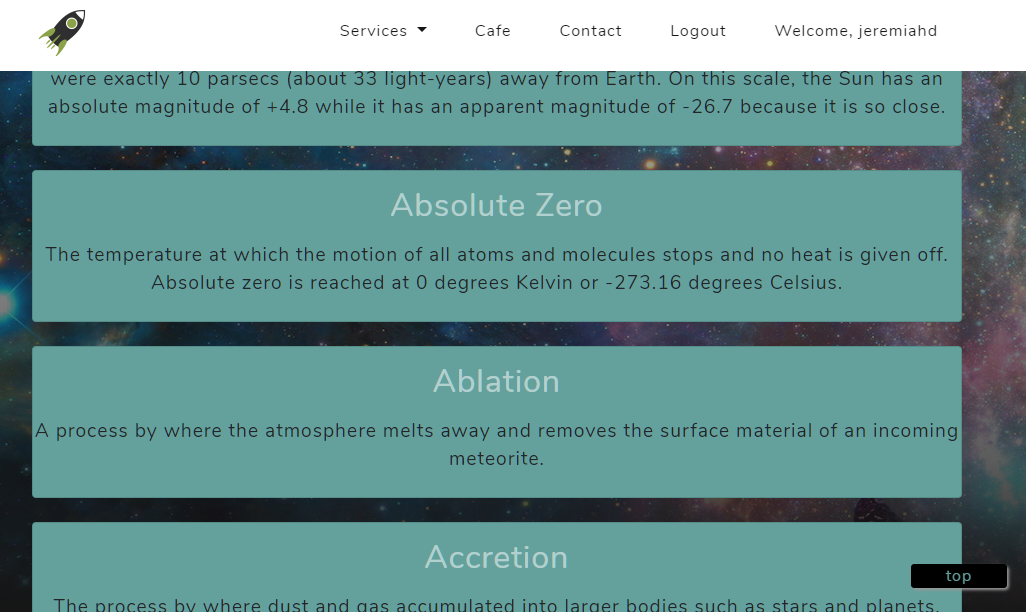 Services Cafe Contact Logout Welcome, jeremiahd
were exactly 10 parsecs (about 33 light-years) away from Earth. On this scale, the Sun has an
absolute magnitude of +4.8 while it has an apparent magnitude of -26.7 because it is so close.
Absolute Zero
The temperature at which the motion of all atoms and molecules stops and no heat is given off.
Absolute zero is reached at 0 degrees Kelvin or -273.16 degrees Celsius.
Ablation
A process by where the atmosphere melts away and removes the surface material of an incoming
meteorite.
Accretion
top
The process by where dust and gas accumulated into larger bodies such as stars and planets.